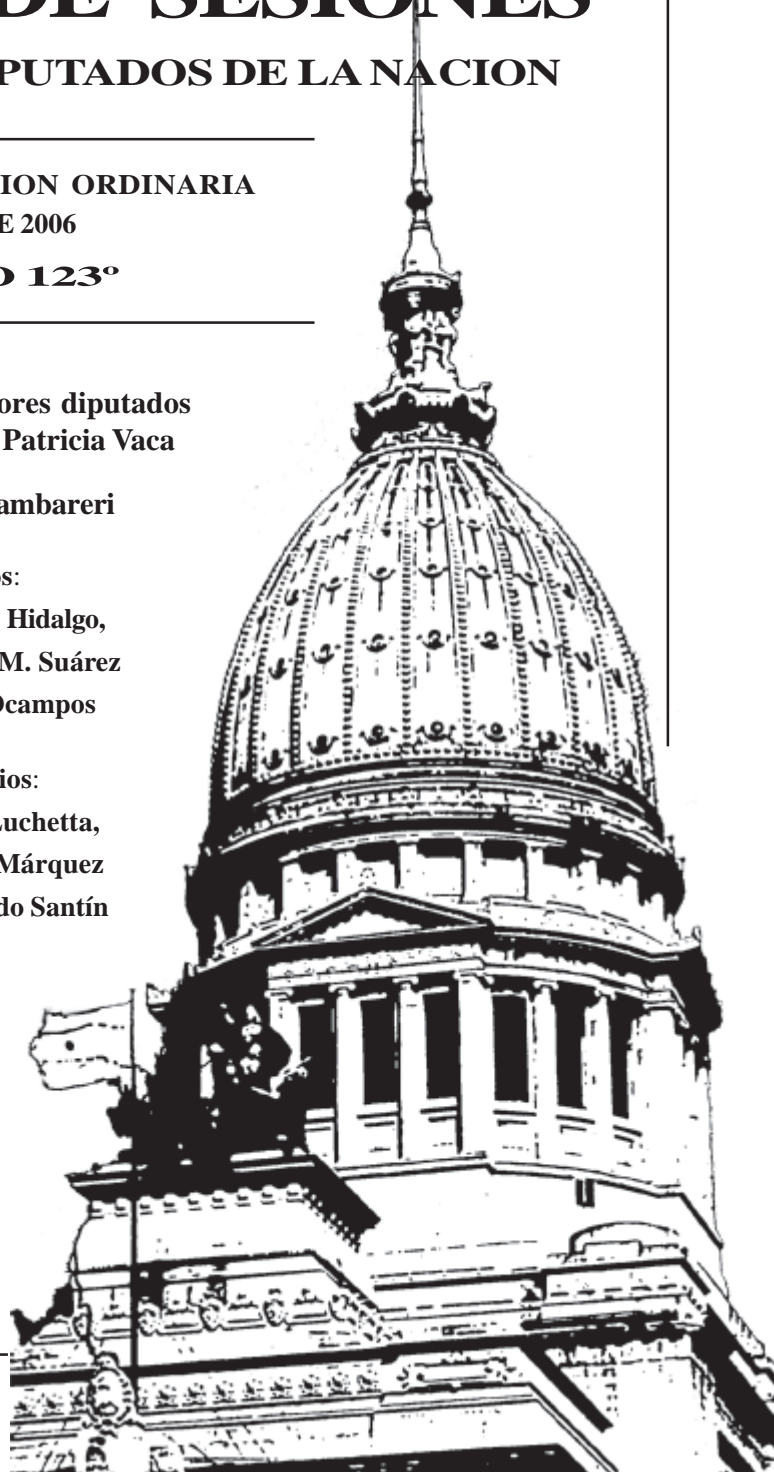 DE SESIONES
PUTADOS DE LA NACION
ION ORDINARIA
E 2006
O 123º
ores diputados
Patricia Vaca
ambareri
os:
Hidalgo,
M. Suárez
Ocampos
ios:
Luchetta,
Márquez
do Santín